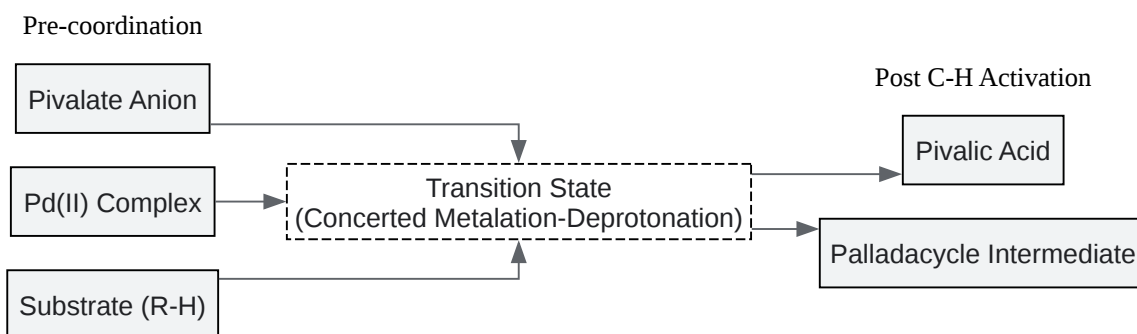 Pre-coordination
Pivalate Anion
Pd(II) Complex
Substrate (R-H)
Transition State
(Concerted Metalation-Deprotonation)
Post C-H Activation
Pivalic Acid
Palladacycle Intermediate